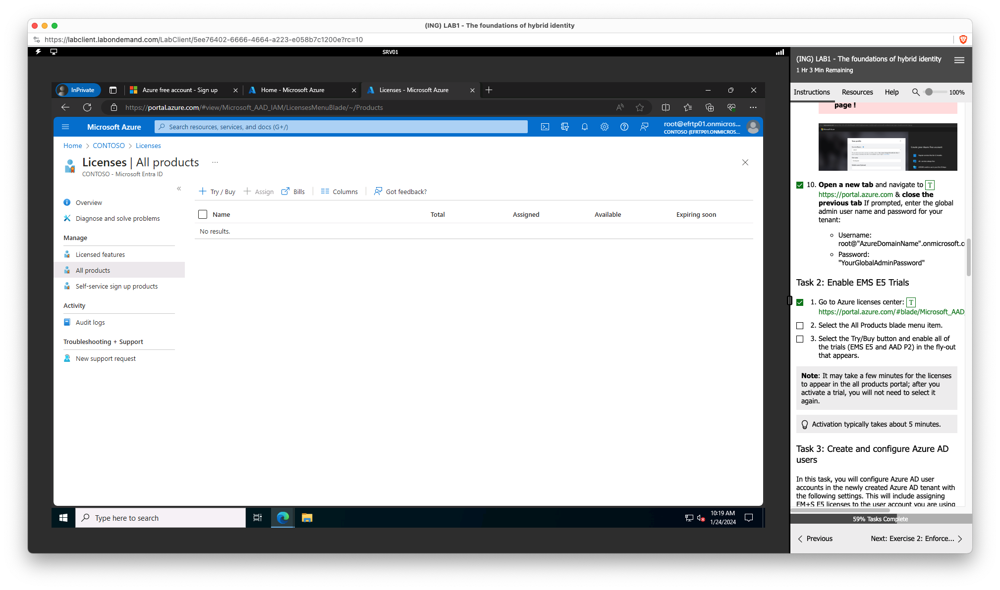 (ING) LAB1 - The foundations of hybrid identity
https://labclient.labondemand.com/LabClient/5ee76402-6666-4664-a223-e058b7c1200e?rc=10
SRV01
InPrivate
Azure free account - Sign up
Home - Microsoft Azure
Licenses - Microsoft Azure
https://portal.azure.com/#view/Microsoft_AAD_IAM/LicensesMenuBlade/~/Products
Microsoft Azure
Search resources, services, and docs (G+/)
root@efrtp01.onmicros...
CONTOSO (EFRTP01.ONMICROS...
Home > CONTOSO > Licenses
Licenses | All products ...
CONTOSO - Microsoft Entra ID
Overview
Diagnose and solve problems
Manage
Licensed features
All products
Self-service sign up products
Activity
Audit logs
Troubleshooting + Support
New support request
Try / Buy
Assign
Bills
Columns
Got feedback?
Name Total Assigned Available Expiring soon
No results.
Type here to search
10:19 AM
1/24/2024
(ING) LAB1 - The foundations of hybrid identity
1 Hr 3 Min Remaining
Instructions Resources Help 100%
page !
Your profile
Create your Azure free account
10. Open a new tab and navigate to T
https://portal.azure.com & close the
previous tab If prompted, enter the global
admin user name and password for your
tenant:
Username:
root@"AzureDomainName".onmicrosoft.c
Password:
"YourGlobalAdminPassword"
Task 2: Enable EMS E5 Trials
1. Go to Azure licenses center: T
https://portal.azure.com/#blade/Microsoft_AAD_
2. Select the All Products blade menu item.
3. Select the Try/Buy button and enable all of
the trials (EMS E5 and AAD P2) in the fly-out
that appears.
Note: It may take a few minutes for the licenses
to appear in the all products portal; after you
activate a trial, you will not need to select it
again.
Activation typically takes about 5 minutes.
Task 3: Create and configure Azure AD
users
In this task, you will configure Azure AD user
accounts in the newly created Azure AD tenant with
the following settings. This will include assigning
EM+S E5 licenses to the user account you are using
59% Tasks Complete
Previous
Next: Exercise 2: Enforce...